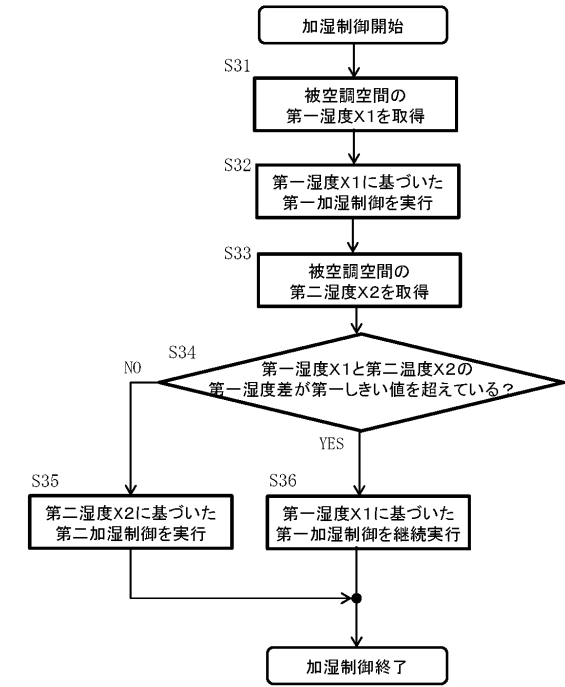 加湿制御開始
S31
被空調空間の
第一湿度X1を取得
S32
第一湿度X1に基づいた
第一加湿制御を実行
S33
被空調空間の
第二湿度X2を取得
S34
第一湿度X1と第二温度X2の
第一湿度差が第一しきい値を超えている？
NO
YES
S35
第二湿度X2に基づいた
第二加湿制御を実行
S36
第一湿度X1に基づいた
第一加湿制御を継続実行
加湿制御終了